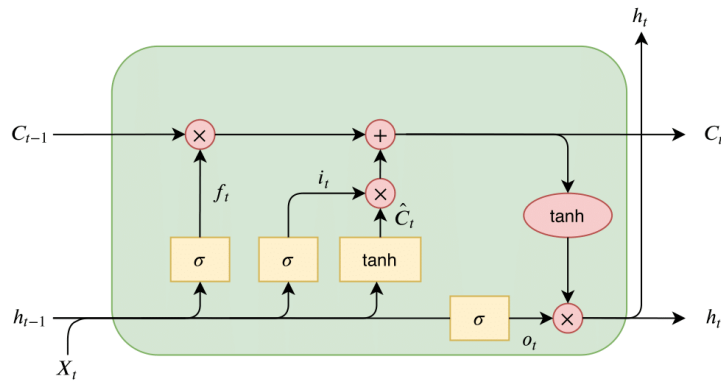 h_t
C_{t-1}
×
+
C_t
f_t
i_t
×
Ĉ_t
tanh
σ
σ
tanh
h_{t-1}
σ
×
h_t
o_t
X_t